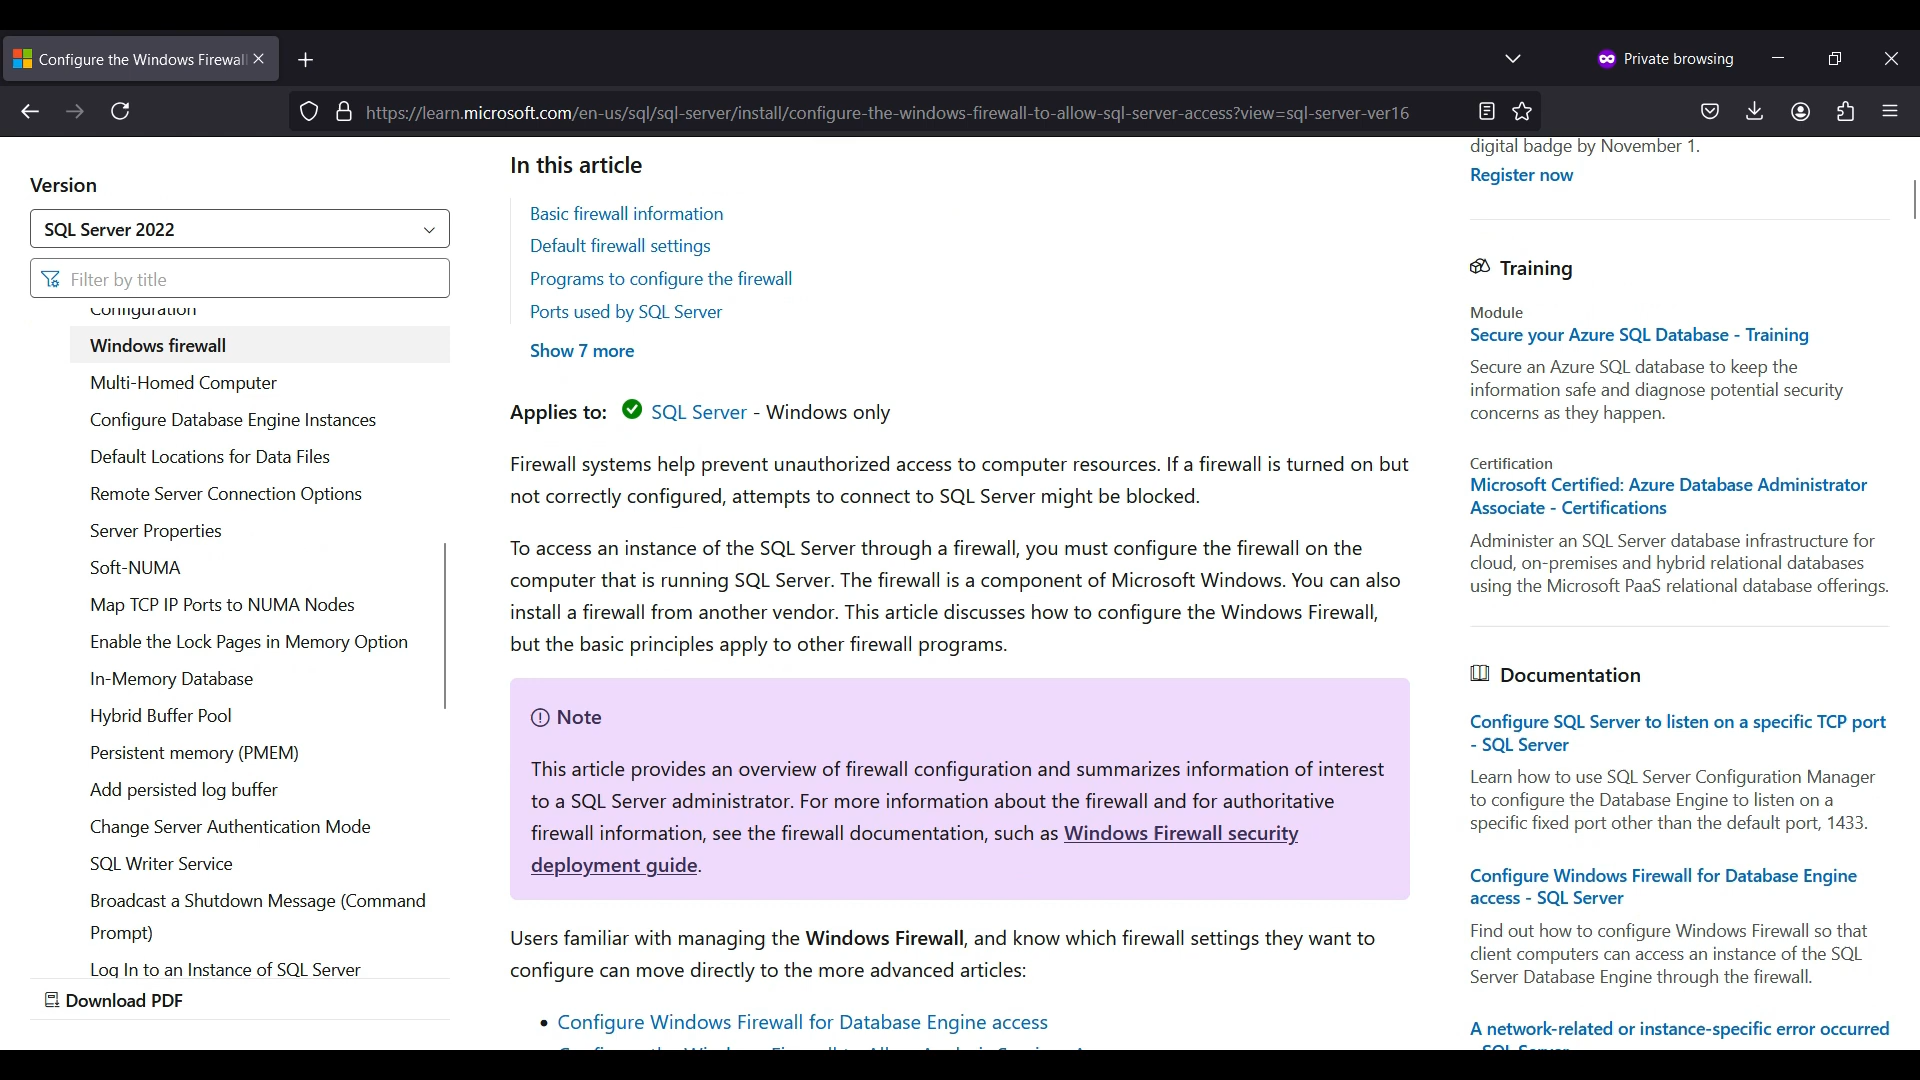 Configure the Windows Firewall
Private browsing
https://learn.microsoft.com/en-us/sql/sql-server/install/configure-the-windows-firewall-to-allow-sql-server-access?view=sql-server-ver16
Version
SQL Server 2022
Filter by title
Configuration
Windows firewall
Multi-Homed Computer
Configure Database Engine Instances
Default Locations for Data Files
Remote Server Connection Options
Server Properties
Soft-NUMA
Map TCP IP Ports to NUMA Nodes
Enable the Lock Pages in Memory Option
In-Memory Database
Hybrid Buffer Pool
Persistent memory (PMEM)
Add persisted log buffer
Change Server Authentication Mode
SQL Writer Service
Broadcast a Shutdown Message (Command
Prompt)
Log In to an Instance of SQL Server
Download PDF
In this article
Basic firewall information
Default firewall settings
Programs to configure the firewall
Ports used by SQL Server
Show 7 more
Applies to: SQL Server - Windows only
Firewall systems help prevent unauthorized access to computer resources. If a firewall is turned on but
not correctly configured, attempts to connect to SQL Server might be blocked.
To access an instance of the SQL Server through a firewall, you must configure the firewall on the
computer that is running SQL Server. The firewall is a component of Microsoft Windows. You can also
install a firewall from another vendor. This article discusses how to configure the Windows Firewall,
but the basic principles apply to other firewall programs.
Note
This article provides an overview of firewall configuration and summarizes information of interest
to a SQL Server administrator. For more information about the firewall and for authoritative
firewall information, see the firewall documentation, such as Windows Firewall security
deployment guide.
Users familiar with managing the Windows Firewall, and know which firewall settings they want to
configure can move directly to the more advanced articles:
• Configure Windows Firewall for Database Engine access
digital badge by November 1.
Register now
Training
Module
Secure your Azure SQL Database - Training
Secure an Azure SQL database to keep the
information safe and diagnose potential security
concerns as they happen.
Certification
Microsoft Certified: Azure Database Administrator
Associate - Certifications
Administer an SQL Server database infrastructure for
cloud, on-premises and hybrid relational databases
using the Microsoft PaaS relational database offerings.
Documentation
Configure SQL Server to listen on a specific TCP port
- SQL Server
Learn how to use SQL Server Configuration Manager
to configure the Database Engine to listen on a
specific fixed port other than the default port, 1433.
Configure Windows Firewall for Database Engine
access - SQL Server
Find out how to configure Windows Firewall so that
client computers can access an instance of the SQL
Server Database Engine through the firewall.
A network-related or instance-specific error occurred